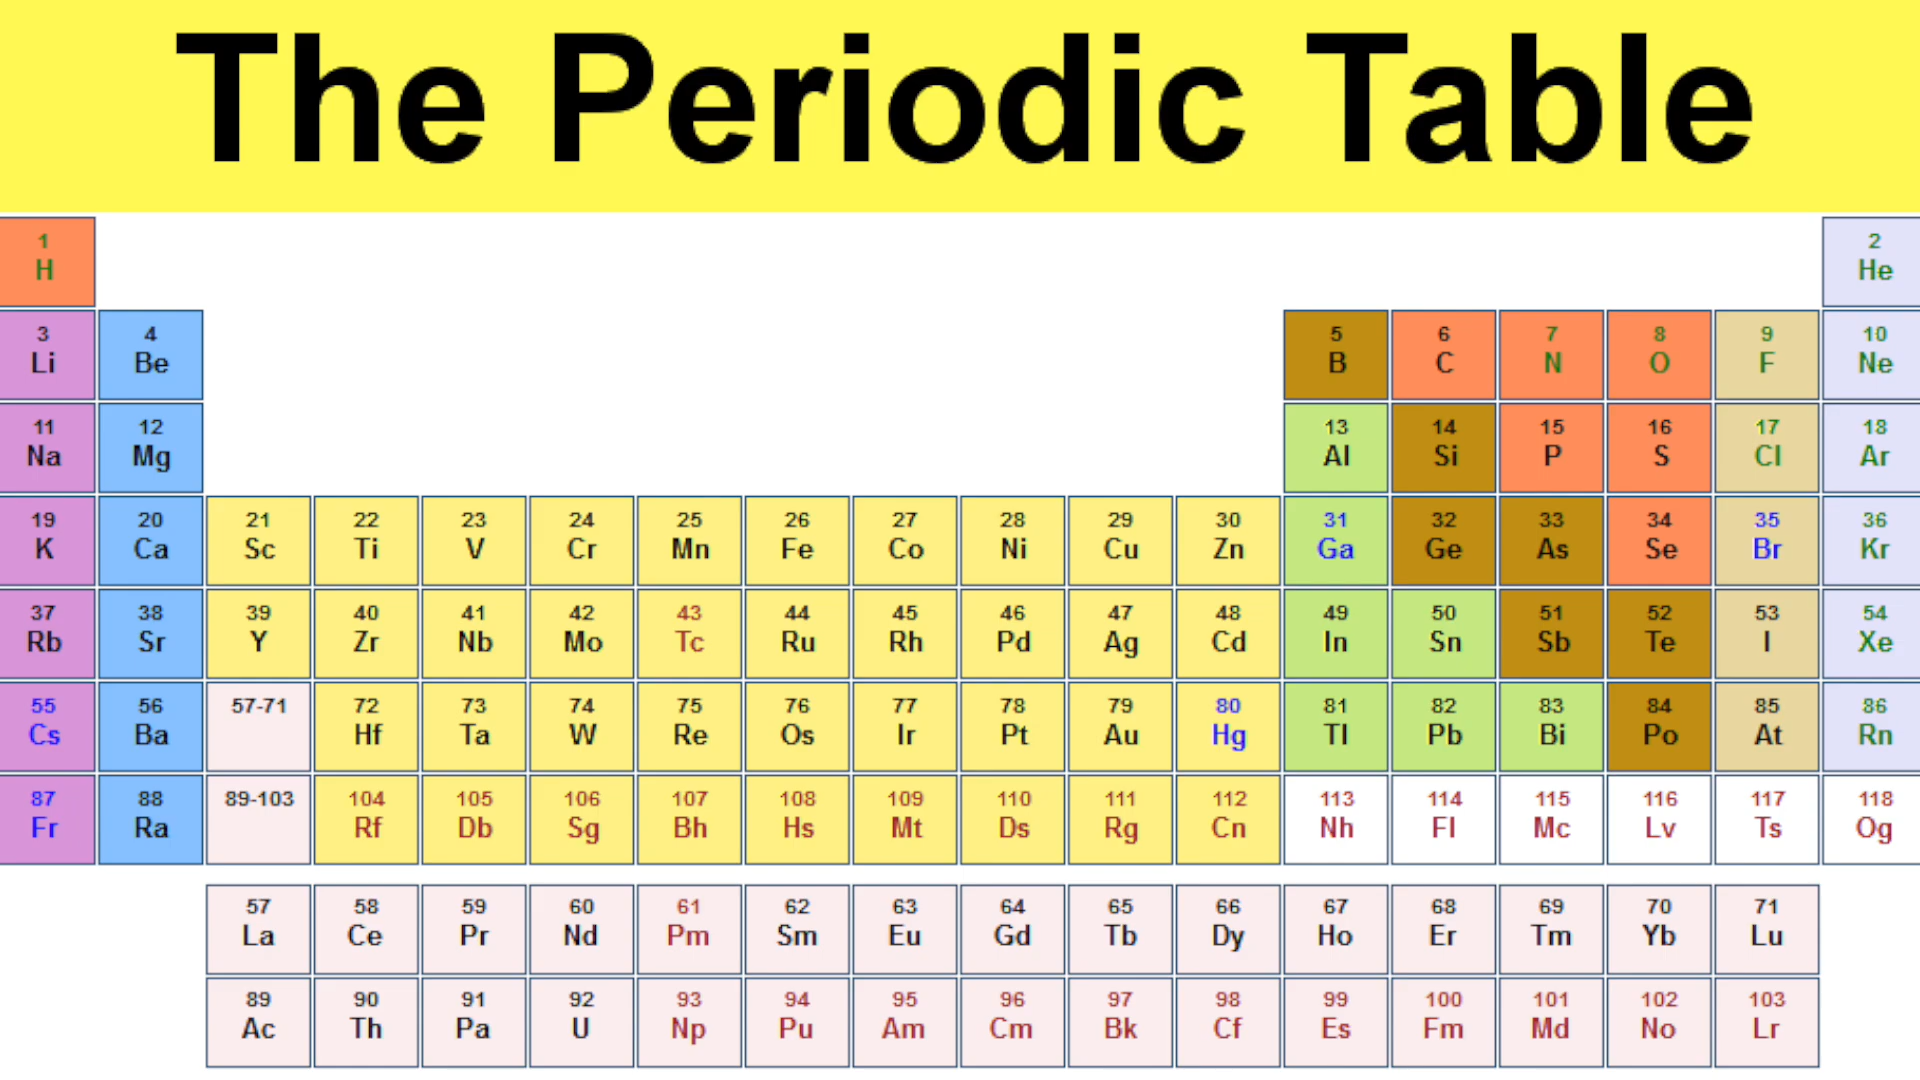 The Periodic Table
1 2
H He
3 4 5 6 7 8 9 10
Li Be B C N O F Ne
11 12 13 14 15 16 17 18
Na Mg Al Si P S Cl Ar
19 20 21 22 23 24 25 26 27 28 29 30 31 32 33 34 35 36
K Ca Sc Ti V Cr Mn Fe Co Ni Cu Zn Ga Ge As Se Br Kr
37 38 39 40 41 42 43 44 45 46 47 48 49 50 51 52 53 54
Rb Sr Y Zr Nb Mo Tc Ru Rh Pd Ag Cd In Sn Sb Te I Xe
55 56 57-71 72 73 74 75 76 77 78 79 80 81 82 83 84 85 86
Cs Ba Hf Ta W Re Os Ir Pt Au Hg Tl Pb Bi Po At Rn
87 88 89-103 104 105 106 107 108 109 110 111 112 113 114 115 116 117 118
Fr Ra Rf Db Sg Bh Hs Mt Ds Rg Cn Nh Fl Mc Lv Ts Og
57 58 59 60 61 62 63 64 65 66 67 68 69 70 71
La Ce Pr Nd Pm Sm Eu Gd Tb Dy Ho Er Tm Yb Lu
89 90 91 92 93 94 95 96 97 98 99 100 101 102 103
Ac Th Pa U Np Pu Am Cm Bk Cf Es Fm Md No Lr